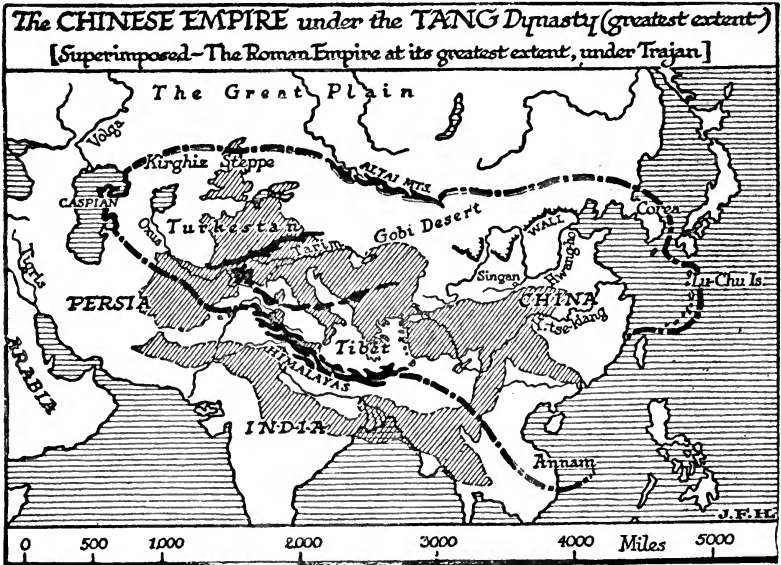 The CHINESE EMPIRE under the TANG Dynasty (greatest extent)
[Superimposed—The Roman Empire at its greatest extent, under Trajan]
The Great Plain
Volga
Kirghiz Steppe
ALTAI MTS.
CASPIAN
Corea
Oxus
Turkestan
Gobi Desert
WALL
Tarim
Hwang-ho
Tigris
Singan
Lu-Chu Is.
PERSIA
CHINA
Y.tse-kiang
Tibet
ARABIA
HIMALAYAS
INDIA
Annam
J.F.H.
0 500 1,000 2,000 3000 4000 Miles 5000